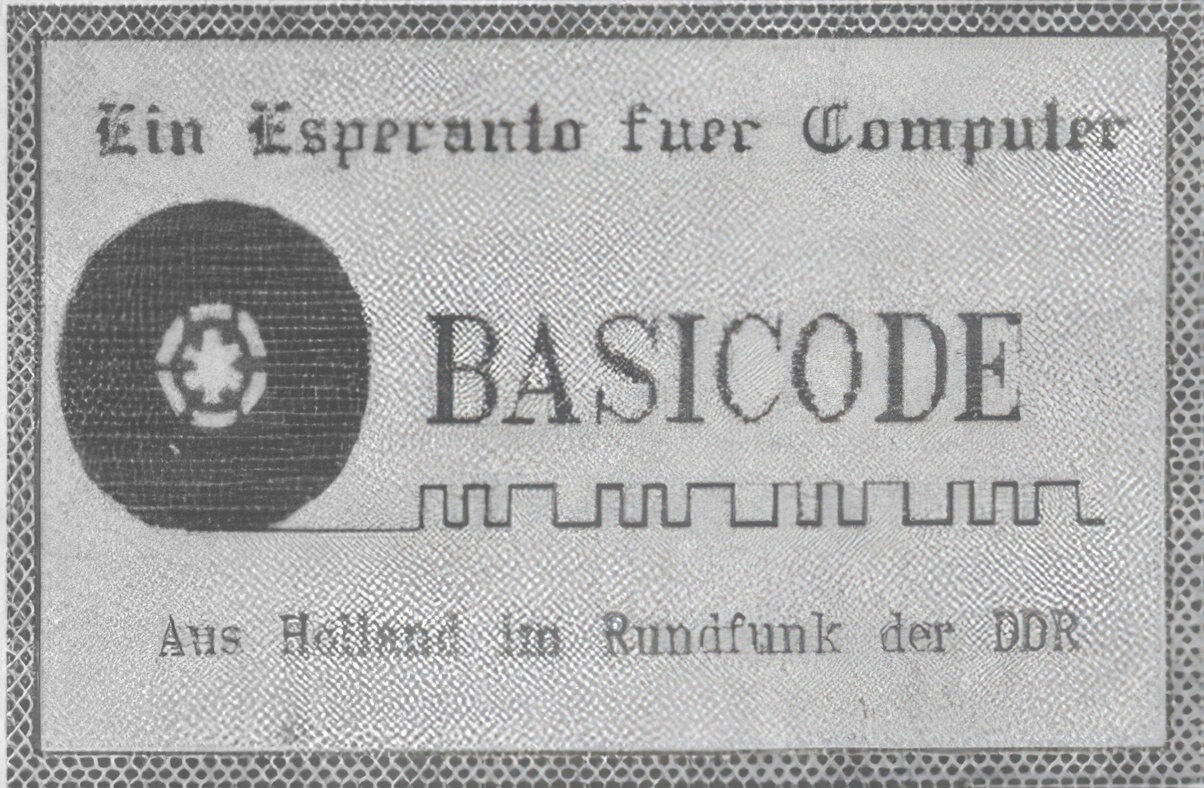 Ein Esperanto fuer Computer
BASICODE
Aus Holland im Rundfunk der DDR